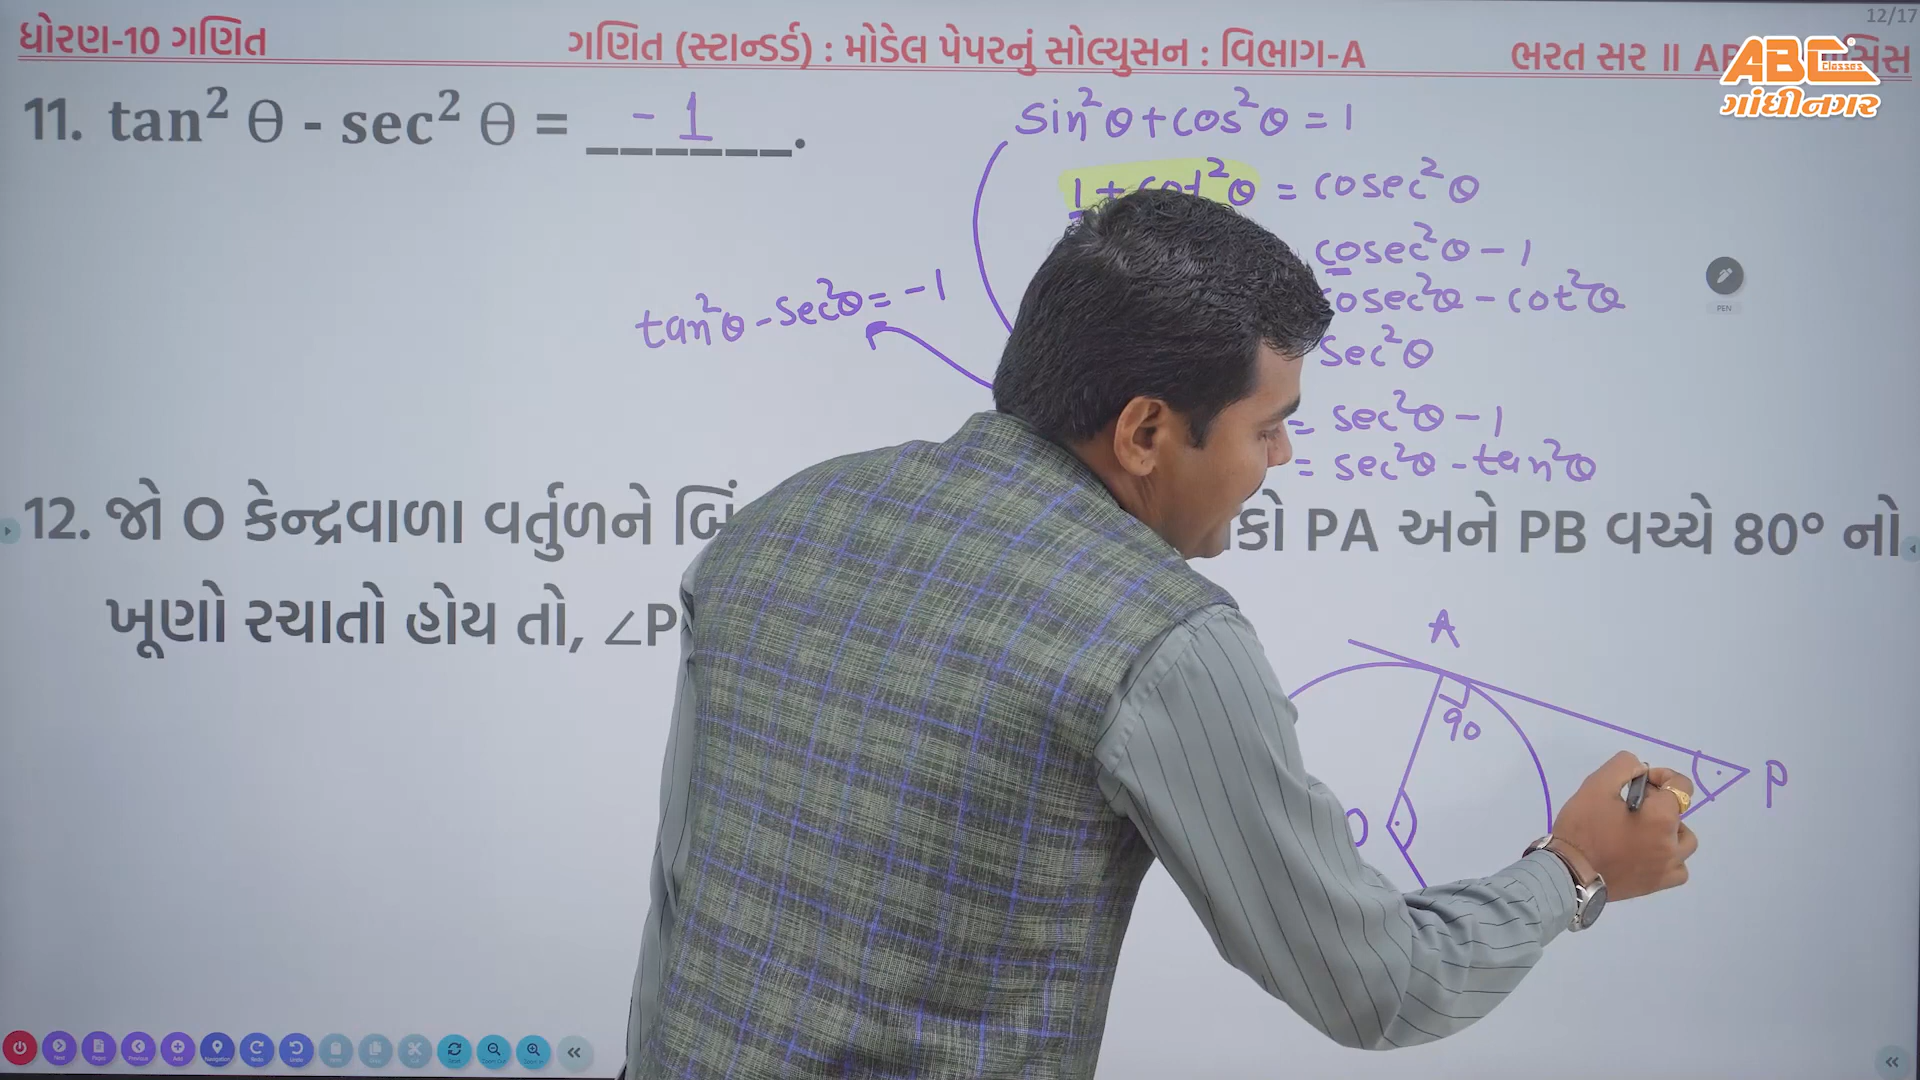 12/17
ધોરણ-10 ગણિત
ગણિત (સ્ટાન્ડર્ડ) : મોડેલ પેપરનું સોલ્યુસન : વિભાગ-A
ભરત સર ॥ AB
ABC
Classes
ગાંધીનગર
11. tan² θ - sec² θ = -1 .
sin²θ + cos²θ = 1
1 + cot²θ = cosec²θ
cosec²θ - 1
cosec²θ - cot²θ
tan²θ - sec²θ = -1
sec²θ
= sec²θ - 1
= sec²θ - tan²θ
PEN
12. જો O કેન્દ્રવાળા વર્તુળને PA અને PB વચ્ચે 80° નો
ખૂણો રચાતો હોય તો, ∠P
A
90
P
O